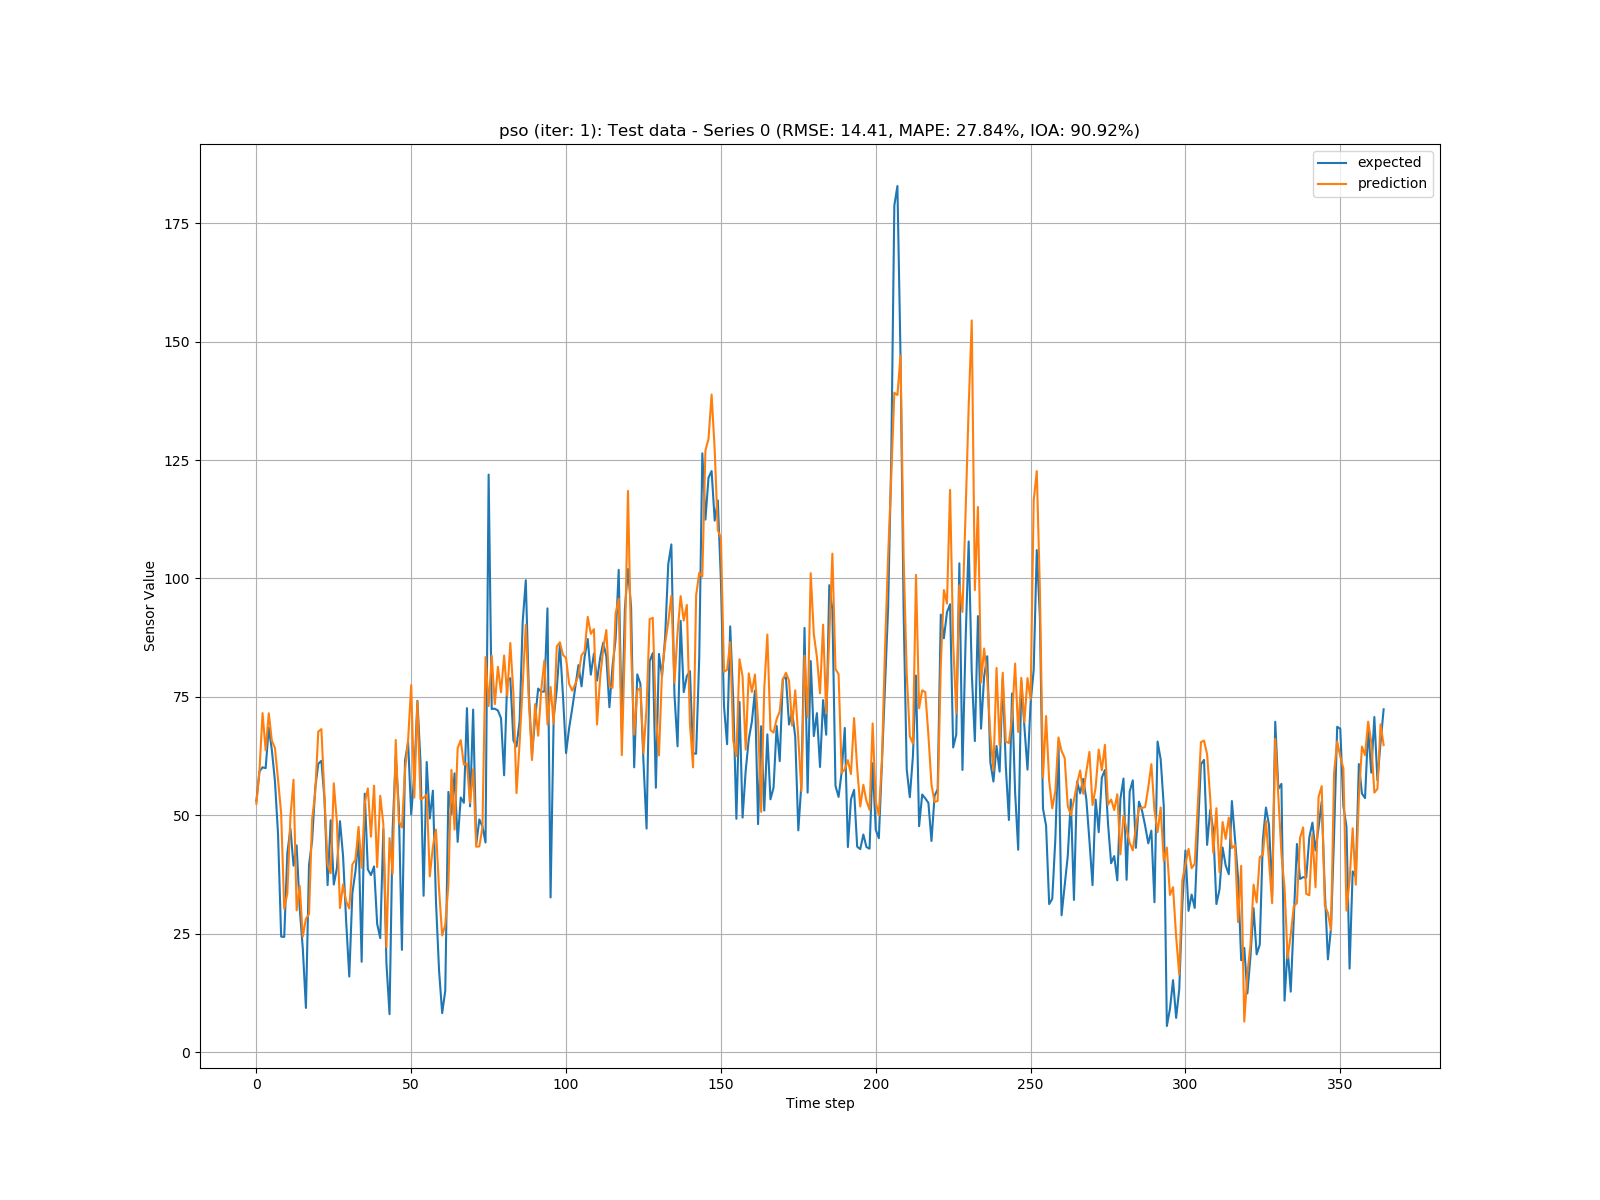 pso (iter: 1): Test data - Series 0 (RMSE: 14.41, MAPE: 27.84%, IOA: 90.92%)
expected
prediction
175
150
125
100
75
50
25
0
Sensor Value
0 50 100 150 200 250 300 350
Time step